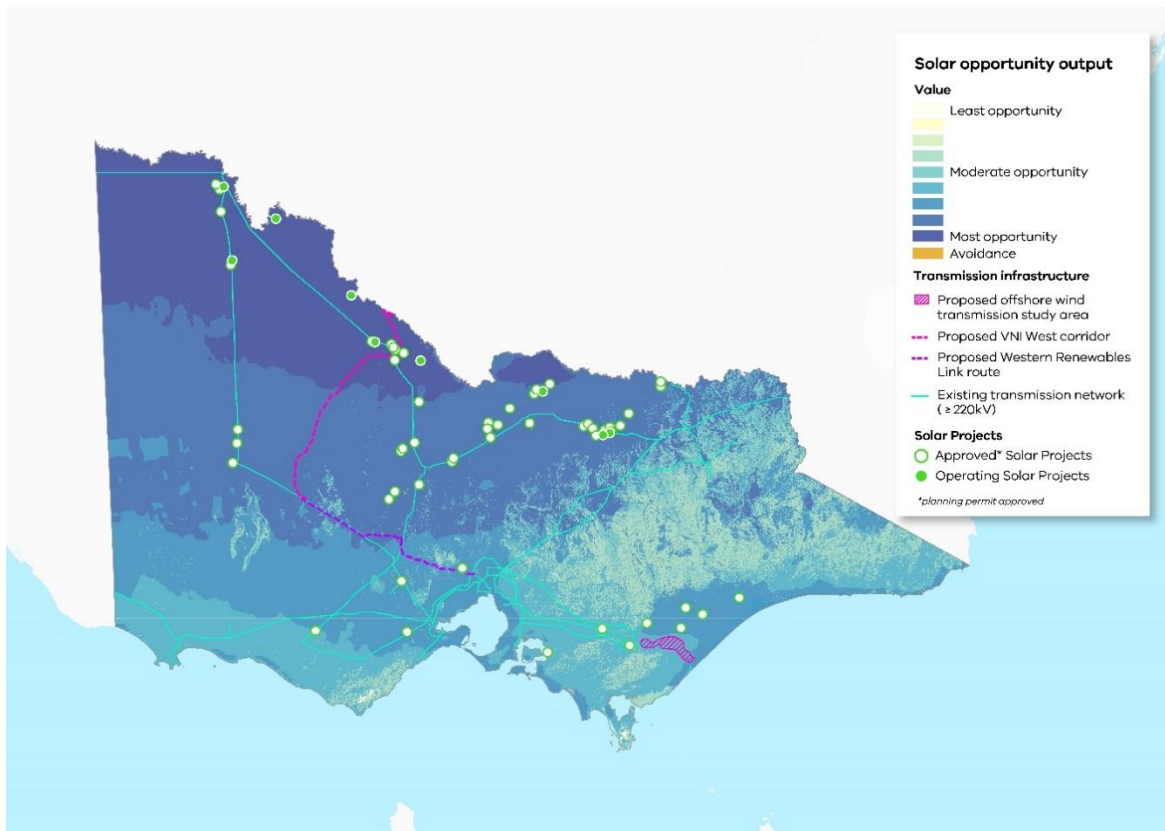 Solar opportunity output
Value
Least opportunity
Moderate opportunity
Most opportunity
Avoidance
Transmission infrastructure
Proposed offshore wind
transmission study area
Proposed VNI West corridor
Proposed Western Renewables
Link route
Existing transmission network
(≥220kV)
Solar Projects
Approved* Solar Projects
Operating Solar Projects
*planning permit approved